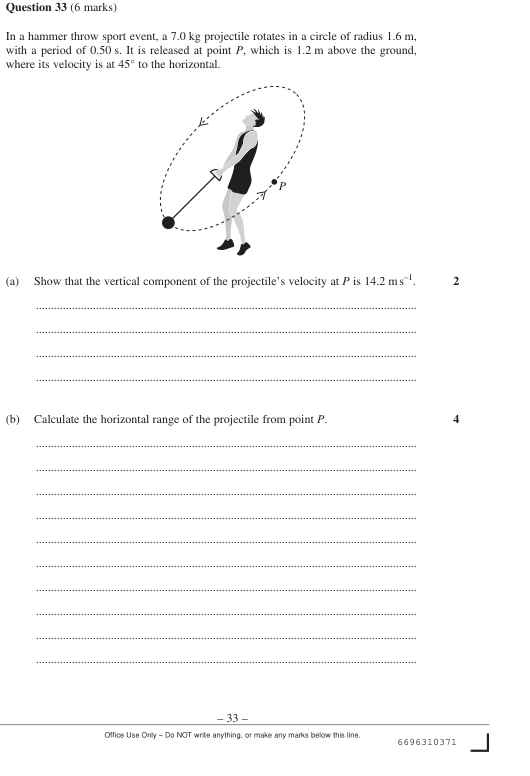 Question 33 (6 marks)
In a hammer throw sport event, a 7.0 kg projectile rotates in a circle of radius 1.6 m,
with a period of 0.50 s. It is released at point P, which is 1.2 m above the ground,
where its velocity is at 45° to the horizontal.
P
(a) Show that the vertical component of the projectile's velocity at P is 14.2 m s⁻¹. 2
(b) Calculate the horizontal range of the projectile from point P. 4
– 33 –
Office Use Only – Do NOT write anything, or make any marks below this line.
6696310371